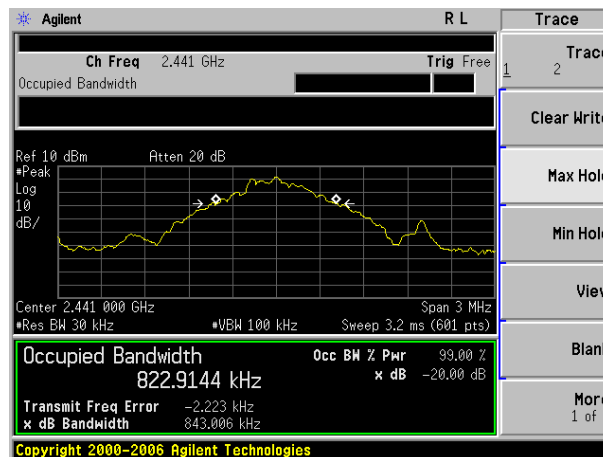 Agilent R L Trace
Ch Freq 2.441 GHz Trig Free
Occupied Bandwidth
Trace
1 2
Clear Write
Max Hold
Min Hold
View
Blank
More
1 of
Ref 10 dBm Atten 20 dB
#Peak
Log
10
dB/
Center 2.441 000 GHz Span 3 MHz
#Res BW 30 kHz #VBW 100 kHz Sweep 3.2 ms (601 pts)
Occupied Bandwidth Occ BW % Pwr 99.00 %
822.9144 kHz x dB -20.00 dB
Transmit Freq Error -2.223 kHz
x dB Bandwidth 843.006 kHz
Copyright 2000-2006 Agilent Technologies